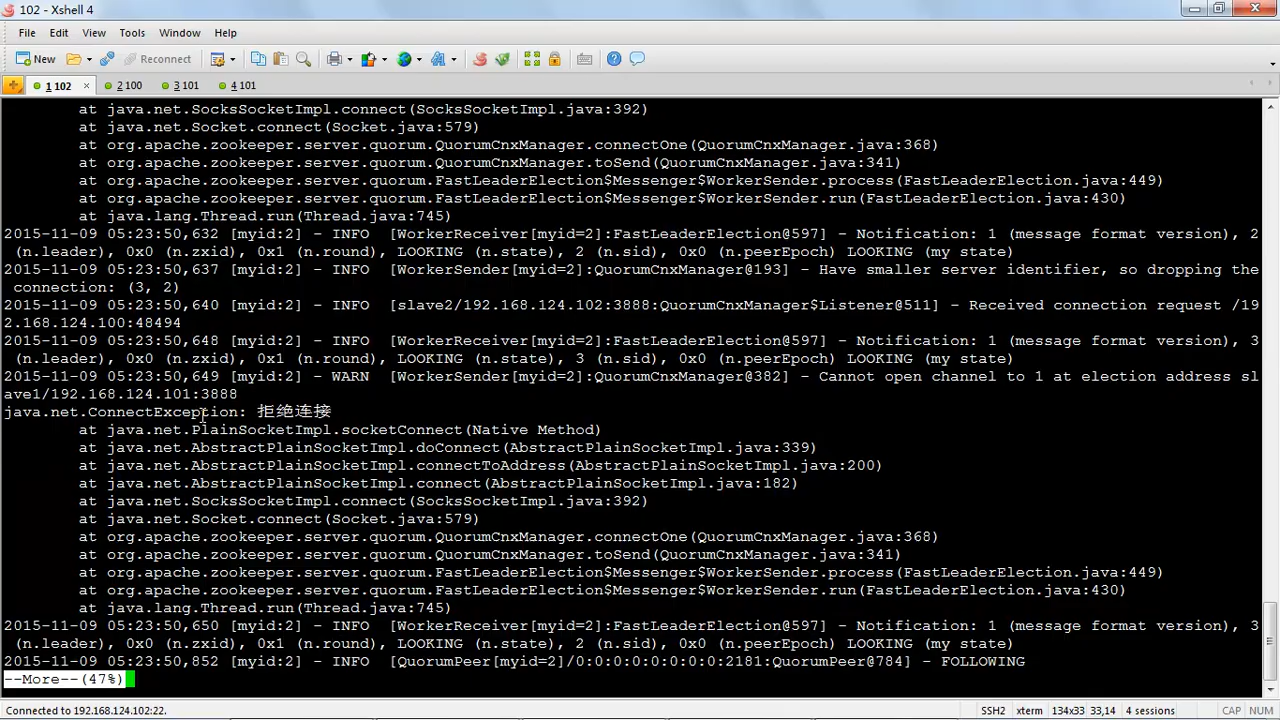 102 - Xshell 4
File Edit View Tools Window Help
New Reconnect
1 102 2 100 3 101 4 101
at java.net.SocksSocketImpl.connect(SocksSocketImpl.java:392)
at java.net.Socket.connect(Socket.java:579)
at org.apache.zookeeper.server.quorum.QuorumCnxManager.connectOne(QuorumCnxManager.java:368)
at org.apache.zookeeper.server.quorum.QuorumCnxManager.toSend(QuorumCnxManager.java:341)
at org.apache.zookeeper.server.quorum.FastLeaderElection$Messenger$WorkerSender.process(FastLeaderElection.java:449)
at org.apache.zookeeper.server.quorum.FastLeaderElection$Messenger$WorkerSender.run(FastLeaderElection.java:430)
at java.lang.Thread.run(Thread.java:745)
2015-11-09 05:23:50,632 [myid:2] - INFO [WorkerReceiver[myid=2]:FastLeaderElection@597] - Notification: 1 (message format version), 2
(n.leader), 0x0 (n.zxid), 0x1 (n.round), LOOKING (n.state), 2 (n.sid), 0x0 (n.peerEpoch) LOOKING (my state)
2015-11-09 05:23:50,637 [myid:2] - INFO [WorkerSender[myid=2]:QuorumCnxManager@193] - Have smaller server identifier, so dropping the
connection: (3, 2)
2015-11-09 05:23:50,640 [myid:2] - INFO [slave2/192.168.124.102:3888:QuorumCnxManager$Listener@511] - Received connection request /19
2.168.124.100:48494
2015-11-09 05:23:50,648 [myid:2] - INFO [WorkerReceiver[myid=2]:FastLeaderElection@597] - Notification: 1 (message format version), 3
(n.leader), 0x0 (n.zxid), 0x1 (n.round), LOOKING (n.state), 3 (n.sid), 0x0 (n.peerEpoch) LOOKING (my state)
2015-11-09 05:23:50,649 [myid:2] - WARN [WorkerSender[myid=2]:QuorumCnxManager@382] - Cannot open channel to 1 at election address sl
ave1/192.168.124.101:3888
java.net.ConnectException: 拒绝连接
at java.net.PlainSocketImpl.socketConnect(Native Method)
at java.net.AbstractPlainSocketImpl.doConnect(AbstractPlainSocketImpl.java:339)
at java.net.AbstractPlainSocketImpl.connectToAddress(AbstractPlainSocketImpl.java:200)
at java.net.AbstractPlainSocketImpl.connect(AbstractPlainSocketImpl.java:182)
at java.net.SocksSocketImpl.connect(SocksSocketImpl.java:392)
at java.net.Socket.connect(Socket.java:579)
at org.apache.zookeeper.server.quorum.QuorumCnxManager.connectOne(QuorumCnxManager.java:368)
at org.apache.zookeeper.server.quorum.QuorumCnxManager.toSend(QuorumCnxManager.java:341)
at org.apache.zookeeper.server.quorum.FastLeaderElection$Messenger$WorkerSender.process(FastLeaderElection.java:449)
at org.apache.zookeeper.server.quorum.FastLeaderElection$Messenger$WorkerSender.run(FastLeaderElection.java:430)
at java.lang.Thread.run(Thread.java:745)
2015-11-09 05:23:50,650 [myid:2] - INFO [WorkerReceiver[myid=2]:FastLeaderElection@597] - Notification: 1 (message format version), 3
(n.leader), 0x0 (n.zxid), 0x1 (n.round), LOOKING (n.state), 2 (n.sid), 0x0 (n.peerEpoch) LOOKING (my state)
2015-11-09 05:23:50,852 [myid:2] - INFO [QuorumPeer[myid=2]/0:0:0:0:0:0:0:0:2181:QuorumPeer@784] - FOLLOWING
--More--(47%)
Connected to 192.168.124.102:22. SSH2 xterm 134x33 33,14 4 sessions CAP NUM